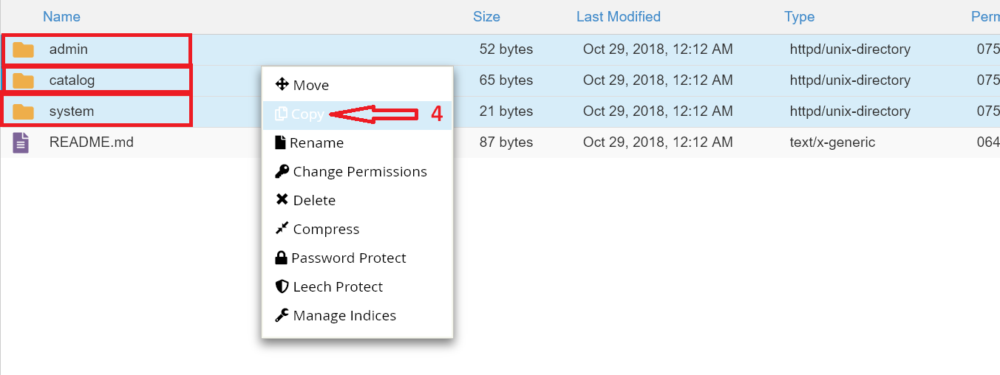 Name Size Last Modified Type Perm
admin 52 bytes Oct 29, 2018, 12:12 AM httpd/unix-directory 075
catalog 65 bytes Oct 29, 2018, 12:12 AM httpd/unix-directory 075
system 21 bytes Oct 29, 2018, 12:12 AM httpd/unix-directory 075
README.md 87 bytes Oct 29, 2018, 12:12 AM text/x-generic 064
Move
Copy 4
Rename
Change Permissions
Delete
Compress
Password Protect
Leech Protect
Manage Indices